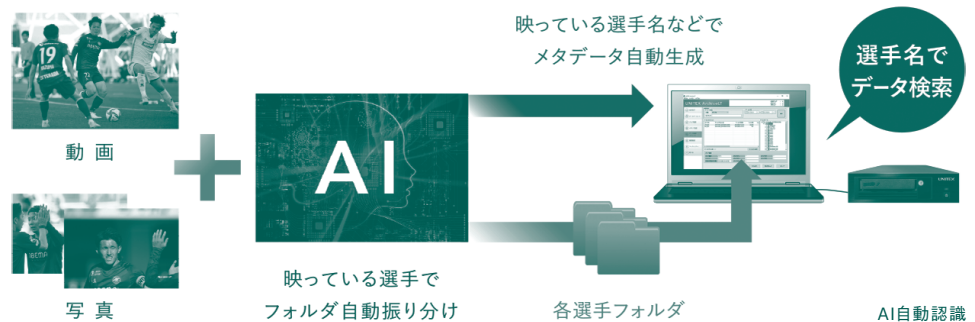 映っている選手名などで
メタデータ自動生成
選手名で
データ検索
19
動画
AI
UNITEX
写真
映っている選手で
フォルダ自動振り分け
各選手フォルダ
AI自動認識